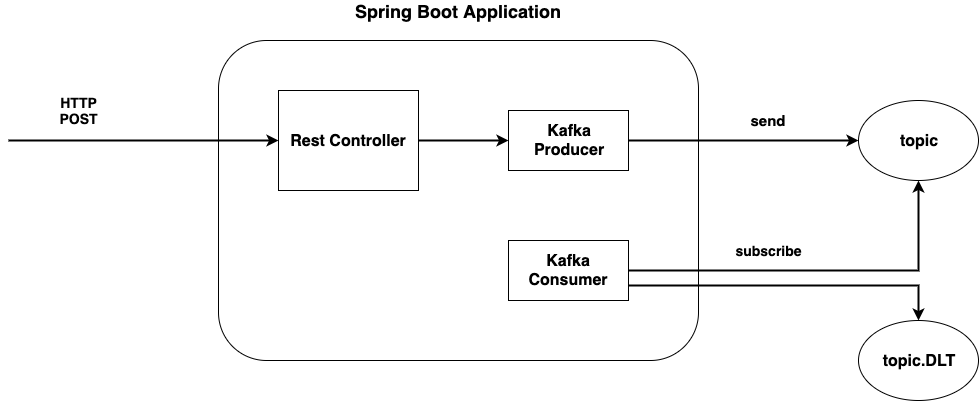 Spring Boot Application
HTTP
POST
Rest Controller
Kafka
Producer
send
topic
Kafka
Consumer
subscribe
topic.DLT